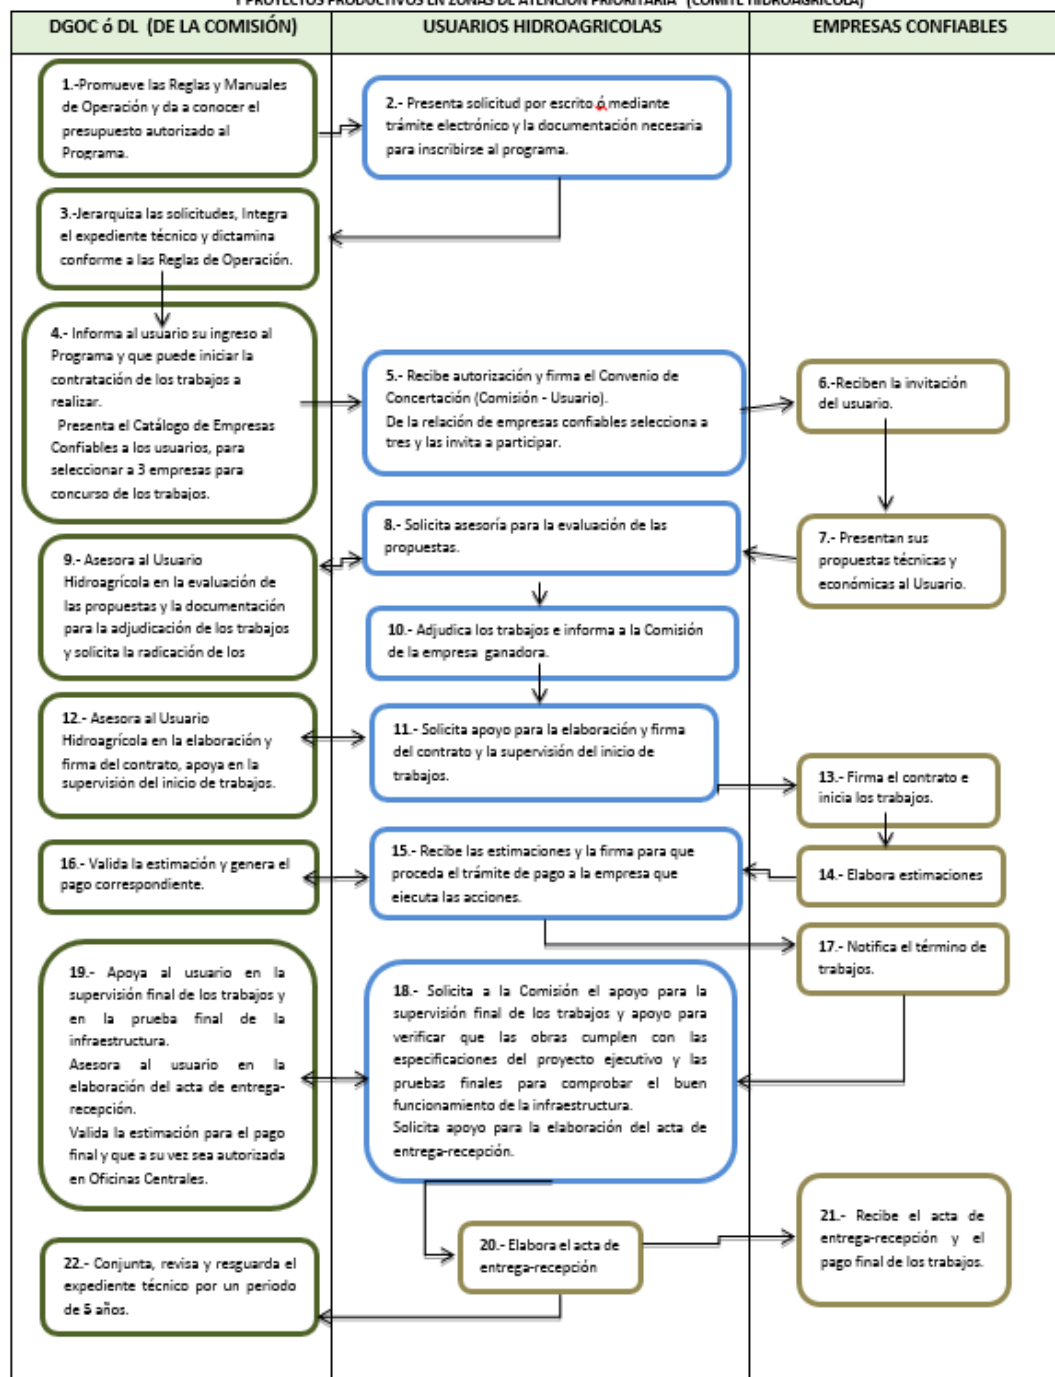 Y PROYECTOS PRODUCTIVOS EN ZONAS DE ATENCIÓN PRIORITARIA" (COMITÉ HIDROAGRÍCOLA)
DGOC ó DL (DE LA COMISIÓN)
USUARIOS HIDROAGRICOLAS
EMPRESAS CONFIABLES
1.-Promueve las Reglas y Manuales
de Operación y da a conocer el
presupuesto autorizado al
Programa.
2.- Presenta solicitud por escrito ó mediante
trámite electrónico y la documentación necesaria
para inscribirse al programa.
3.-Jerarquiza las solicitudes, Integra
el expediente técnico y dictamina
conforme a las Reglas de Operación.
4.- Informa al usuario su ingreso al
Programa y que puede iniciar la
contratación de los trabajos a
realizar.
Presenta el Catálogo de Empresas
Confiables a los usuarios, para
seleccionar a 3 empresas para
concurso de los trabajos.
5.- Recibe autorización y firma el Convenio de
Concertación (Comisión - Usuario).
De la relación de empresas confiables selecciona a
tres y las invita a participar.
6.-Reciben la invitación
del usuario.
7.- Presentan sus
propuestas técnicas y
económicas al Usuario.
8.- Solicita asesoría para la evaluación de las
propuestas.
9.- Asesora al Usuario
Hidroagrícola en la evaluación de
las propuestas y la documentación
para la adjudicación de los trabajos
y solicita la radicación de los
10.- Adjudica los trabajos e informa a la Comisión
de la empresa ganadora.
11.- Solicita apoyo para la elaboración y firma
del contrato y la supervisión del inicio de
trabajos.
12.- Asesora al Usuario
Hidroagrícola en la elaboración y
firma del contrato, apoya en la
supervisión del inicio de trabajos.
13.- Firma el contrato e
inicia los trabajos.
14.- Elabora estimaciones
15.- Recibe las estimaciones y la firma para que
proceda el trámite de pago a la empresa que
ejecuta las acciones.
16.- Valida la estimación y genera el
pago correspondiente.
17.- Notifica el término de
trabajos.
18.- Solicita a la Comisión el apoyo para la
supervisión final de los trabajos y apoyo para
verificar que las obras cumplen con las
especificaciones del proyecto ejecutivo y las
pruebas finales para comprobar el buen
funcionamiento de la infraestructura.
Solicita apoyo para la elaboración del acta de
entrega-recepción.
19.- Apoya al usuario en la
supervisión final de los trabajos y
en la prueba final de la
infraestructura.
Asesora al usuario en la
elaboración del acta de entrega-
recepción.
Valida la estimación para el pago
final y que a su vez sea autorizada
en Oficinas Centrales.
20.- Elabora el acta de
entrega-recepción
21.- Recibe el acta de
entrega-recepción y el
pago final de los trabajos.
22.- Conjunta, revisa y resguarda el
expediente técnico por un periodo
de 5 años.